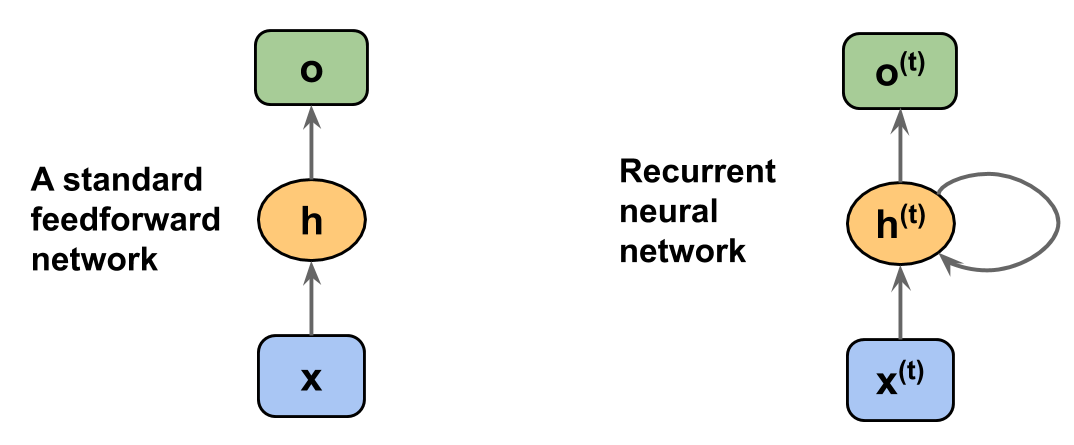 o
A standard
feedforward
network
h
x
o(t)
Recurrent
neural
network
h(t)
x(t)